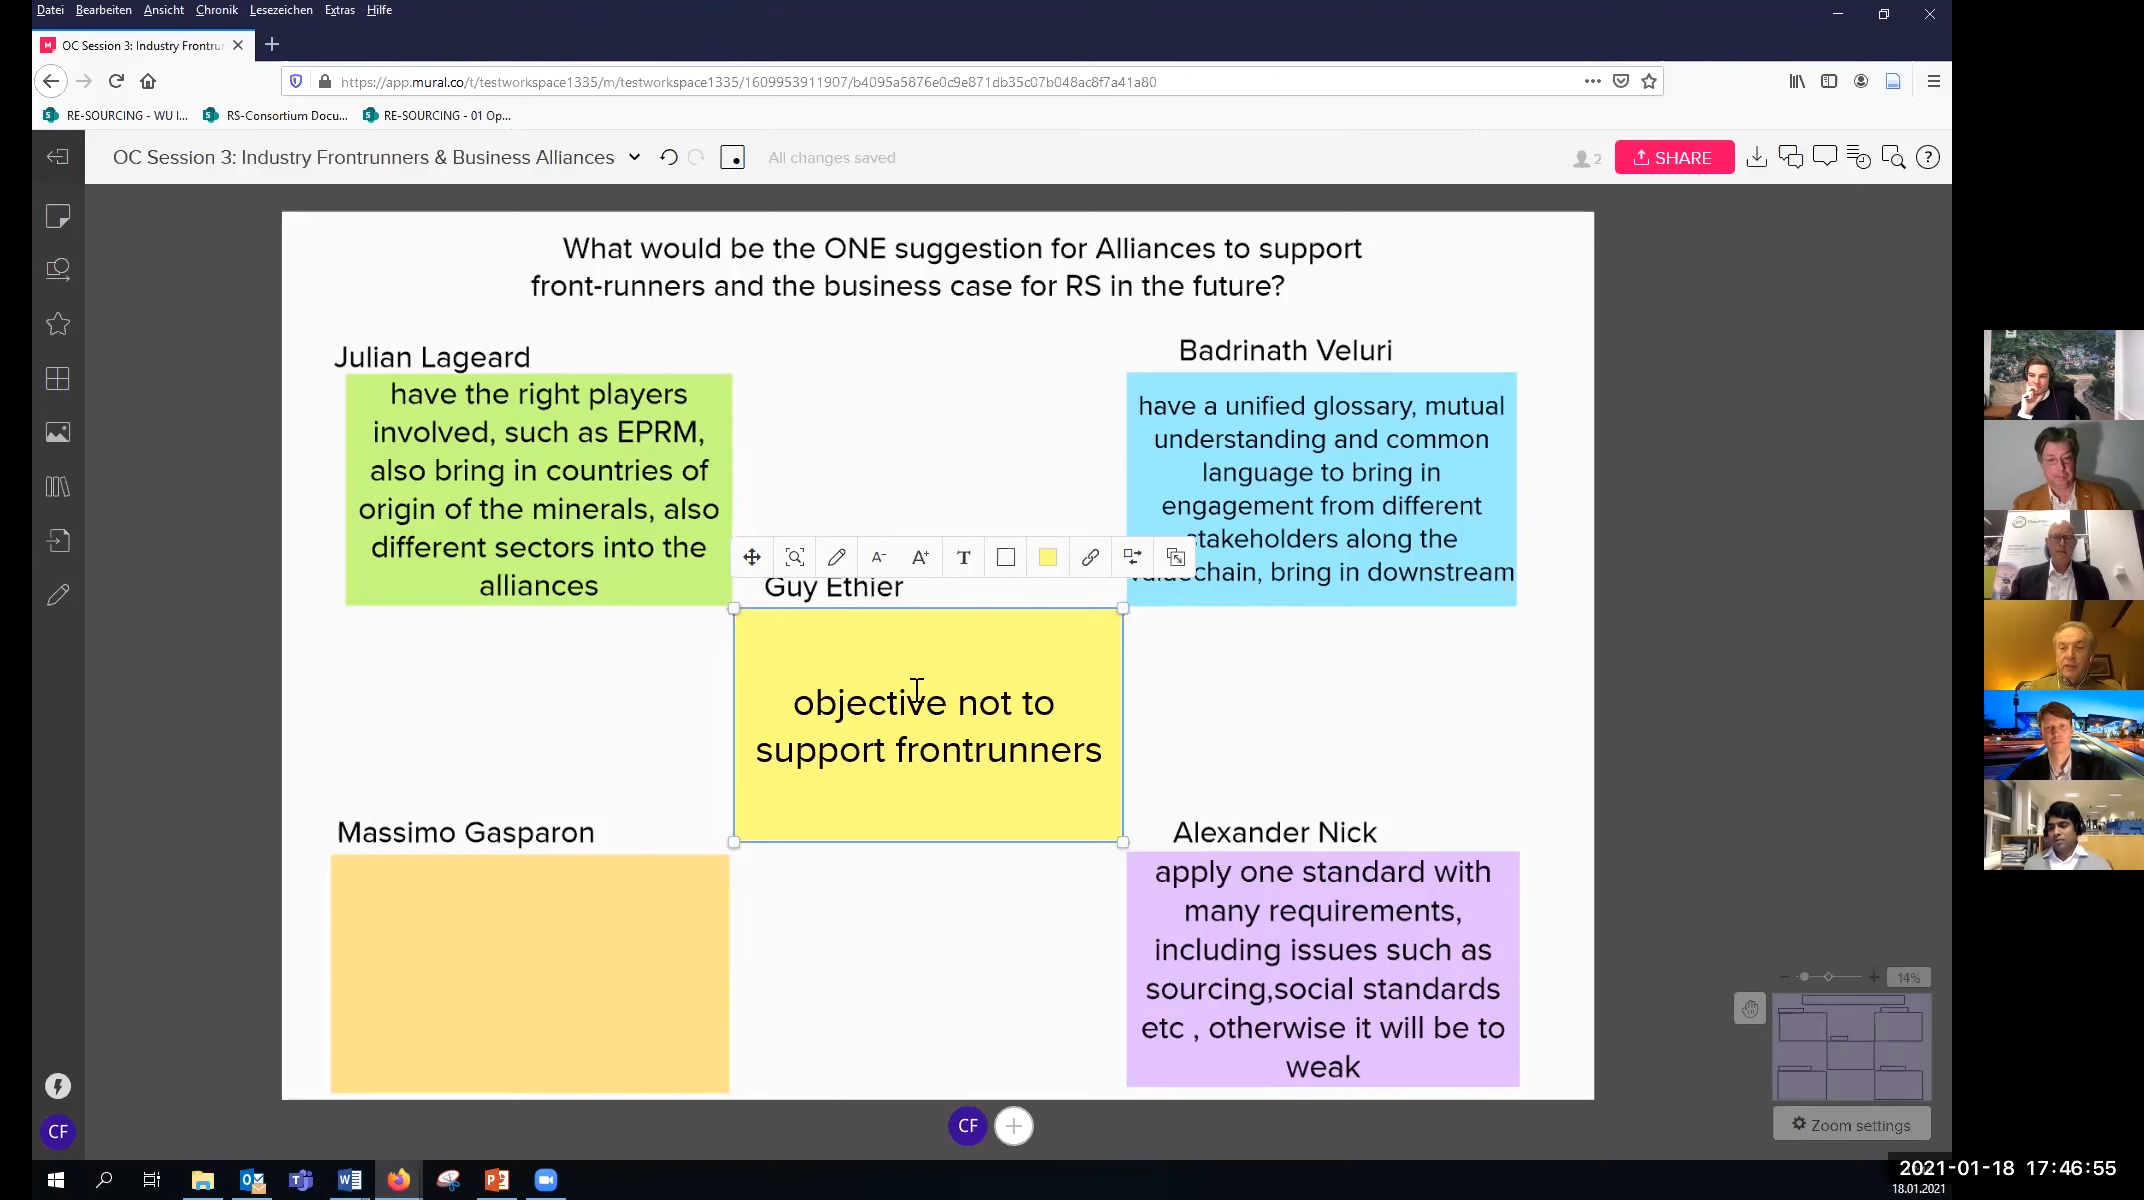 Datei Bearbeiten Ansicht Chronik Lesezeichen Extras Hilfe
OC Session 3: Industry Frontru
https://app.mural.co/t/testworkspace1335/m/testworkspace1335/1609953911907/b4095a5876e0c9e871db35c07b048ac8f7a41a80
RE-SOURCING - WU I... RS-Consortium Docu... RE-SOURCING - 01 Op...
OC Session 3: Industry Frontrunners & Business Alliances
All changes saved
2
SHARE
What would be the ONE suggestion for Alliances to support
front-runners and the business case for RS in the future?
Julian Lageard
have the right players
involved, such as EPRM,
also bring in countries of
origin of the minerals, also
different sectors into the
alliances
Badrinath Veluri
have a unified glossary, mutual
understanding and common
language to bring in
engagement from different
stakeholders along the
chain, bring in downstream
A- A+ T
Guy Ethier
objective not to
support frontrunners
Massimo Gasparon
Alexander Nick
apply one standard with
many requirements,
including issues such as
sourcing,social standards
etc , otherwise it will be to
weak
14%
Zoom settings
CF
CF
2021-01-18 17:46:55
18.01.2021